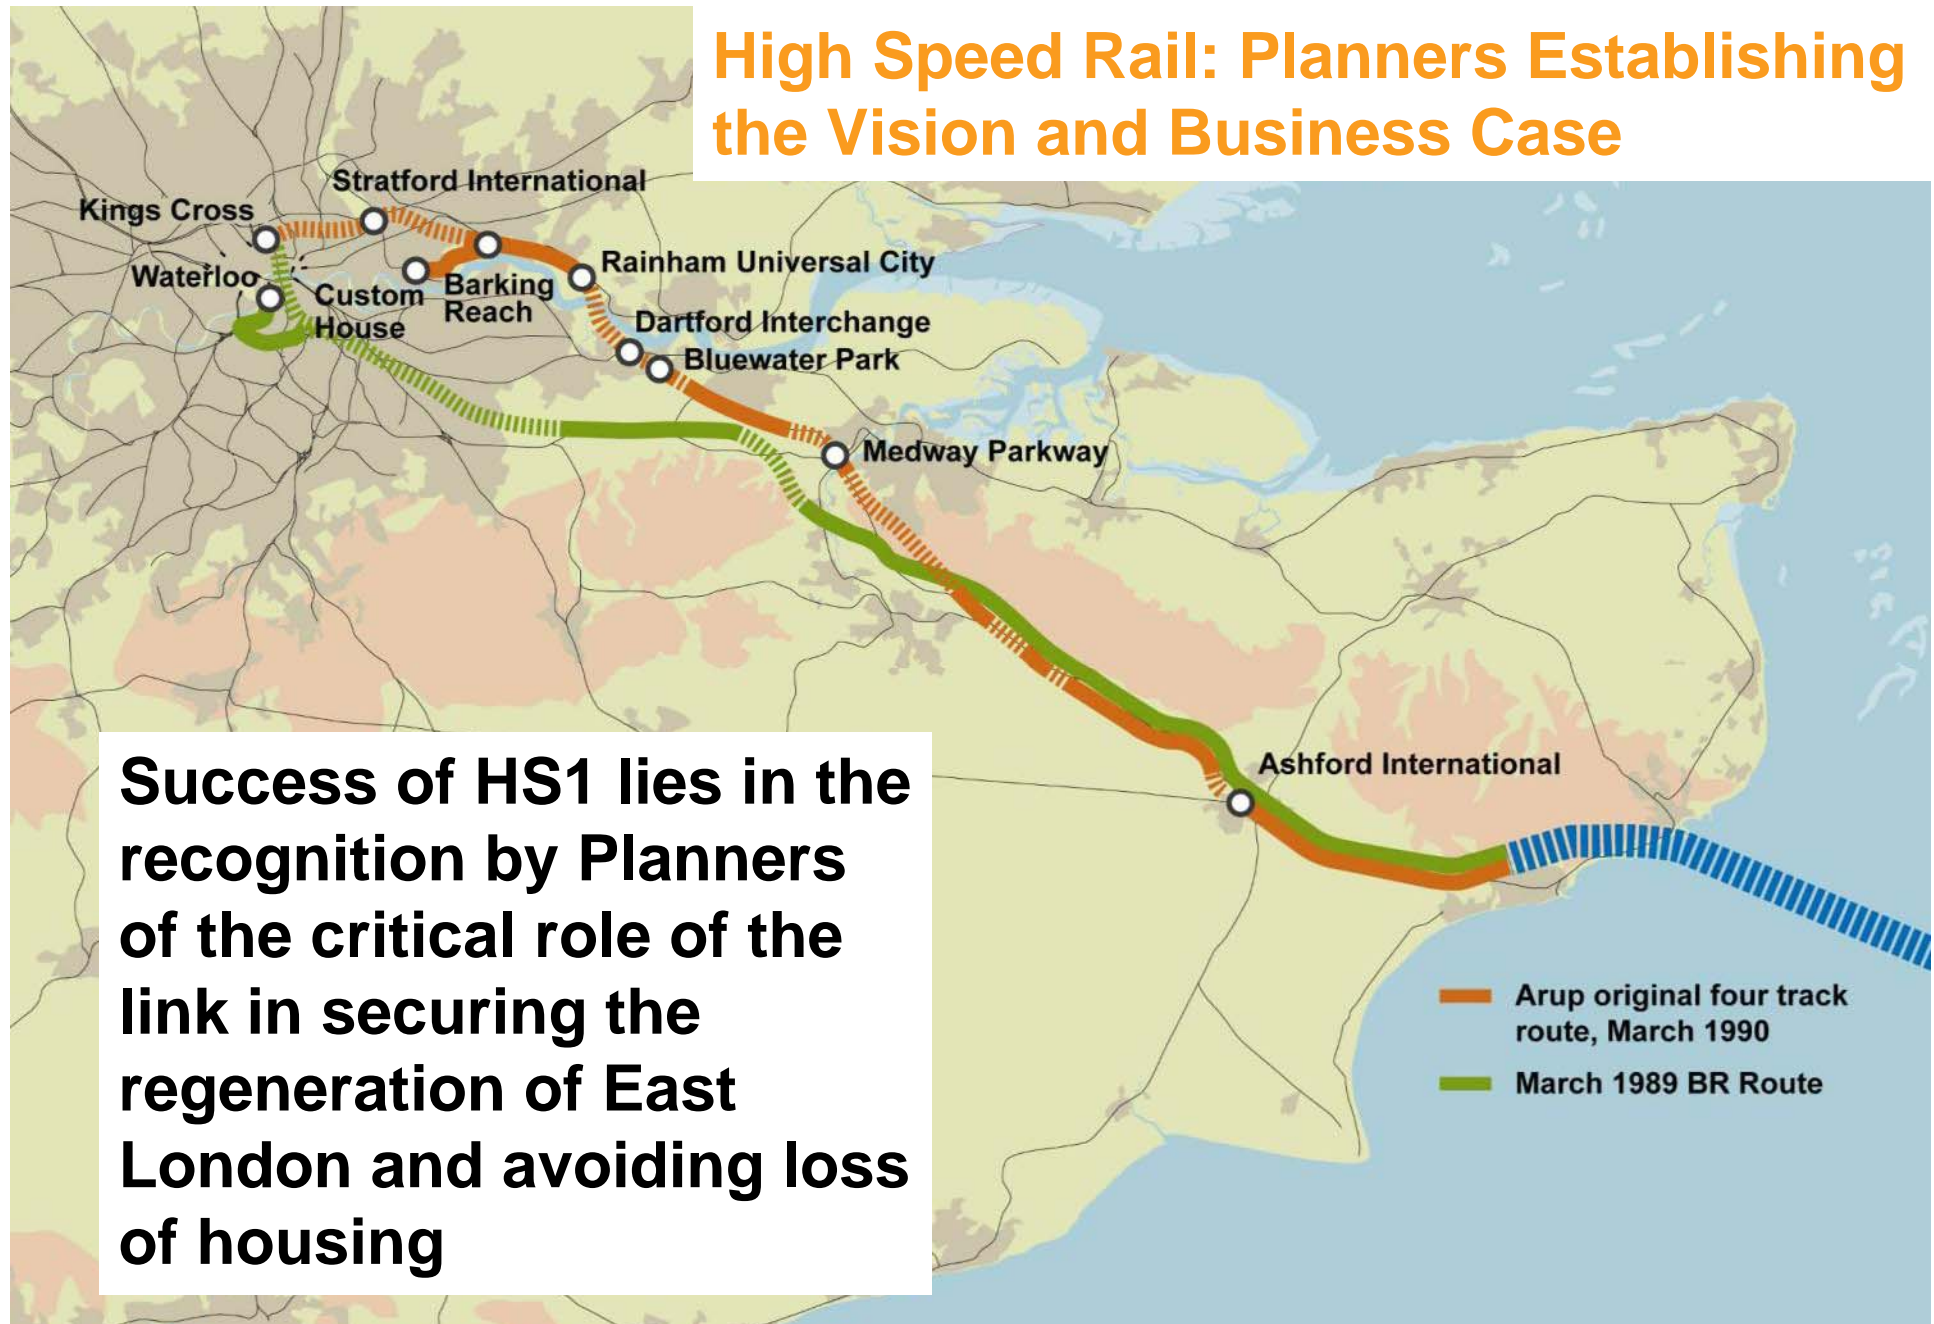 High Speed Rail: Planners Establishing
the Vision and Business Case
Stratford International
Kings Cross
Waterloo
Custom
House
Barking
Reach
Rainham Universal City
Dartford Interchange
Bluewater Park
Medway Parkway
Ashford International
Success of HS1 lies in the
recognition by Planners
of the critical role of the
link in securing the
regeneration of East
London and avoiding loss
of housing
Arup original four track
route, March 1990
March 1989 BR Route